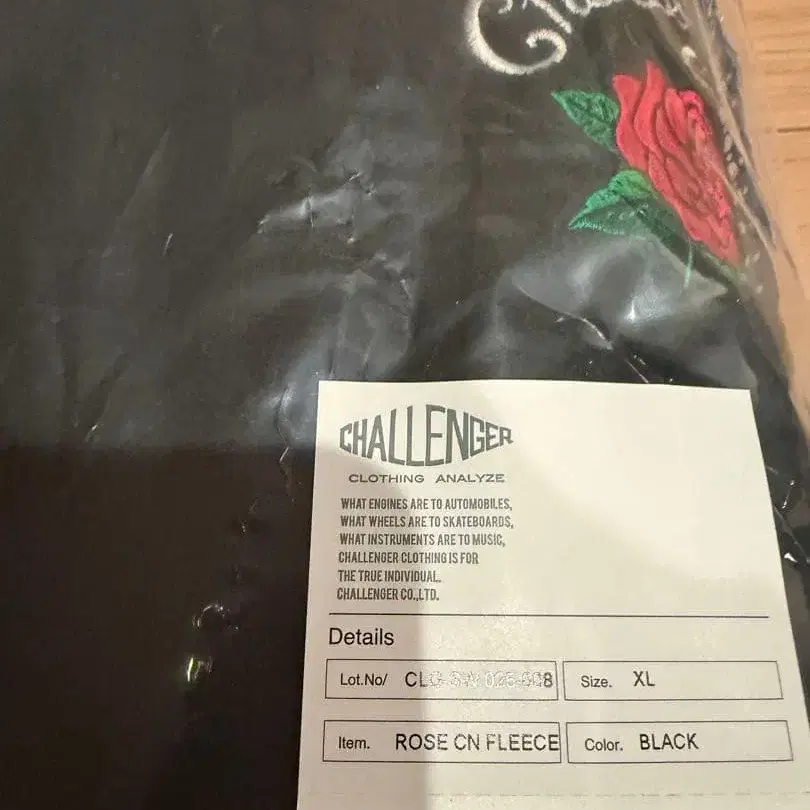 CHALLENGER
CLOTHING ANALYZE
WHAT ENGINES ARE TO AUTOMOBILES,
WHAT WHEELS ARE TO SKATEBOARDS,
WHAT INSTRUMENTS ARE TO MUSIC,
CHALLENGER CLOTHING IS FOR
THE TRUE INDIVIDUAL.
CHALLENGER CO.,LTD.
Details
Lot.No/
Size. XL
Item. ROSE CN FLEECE
Color. BLACK